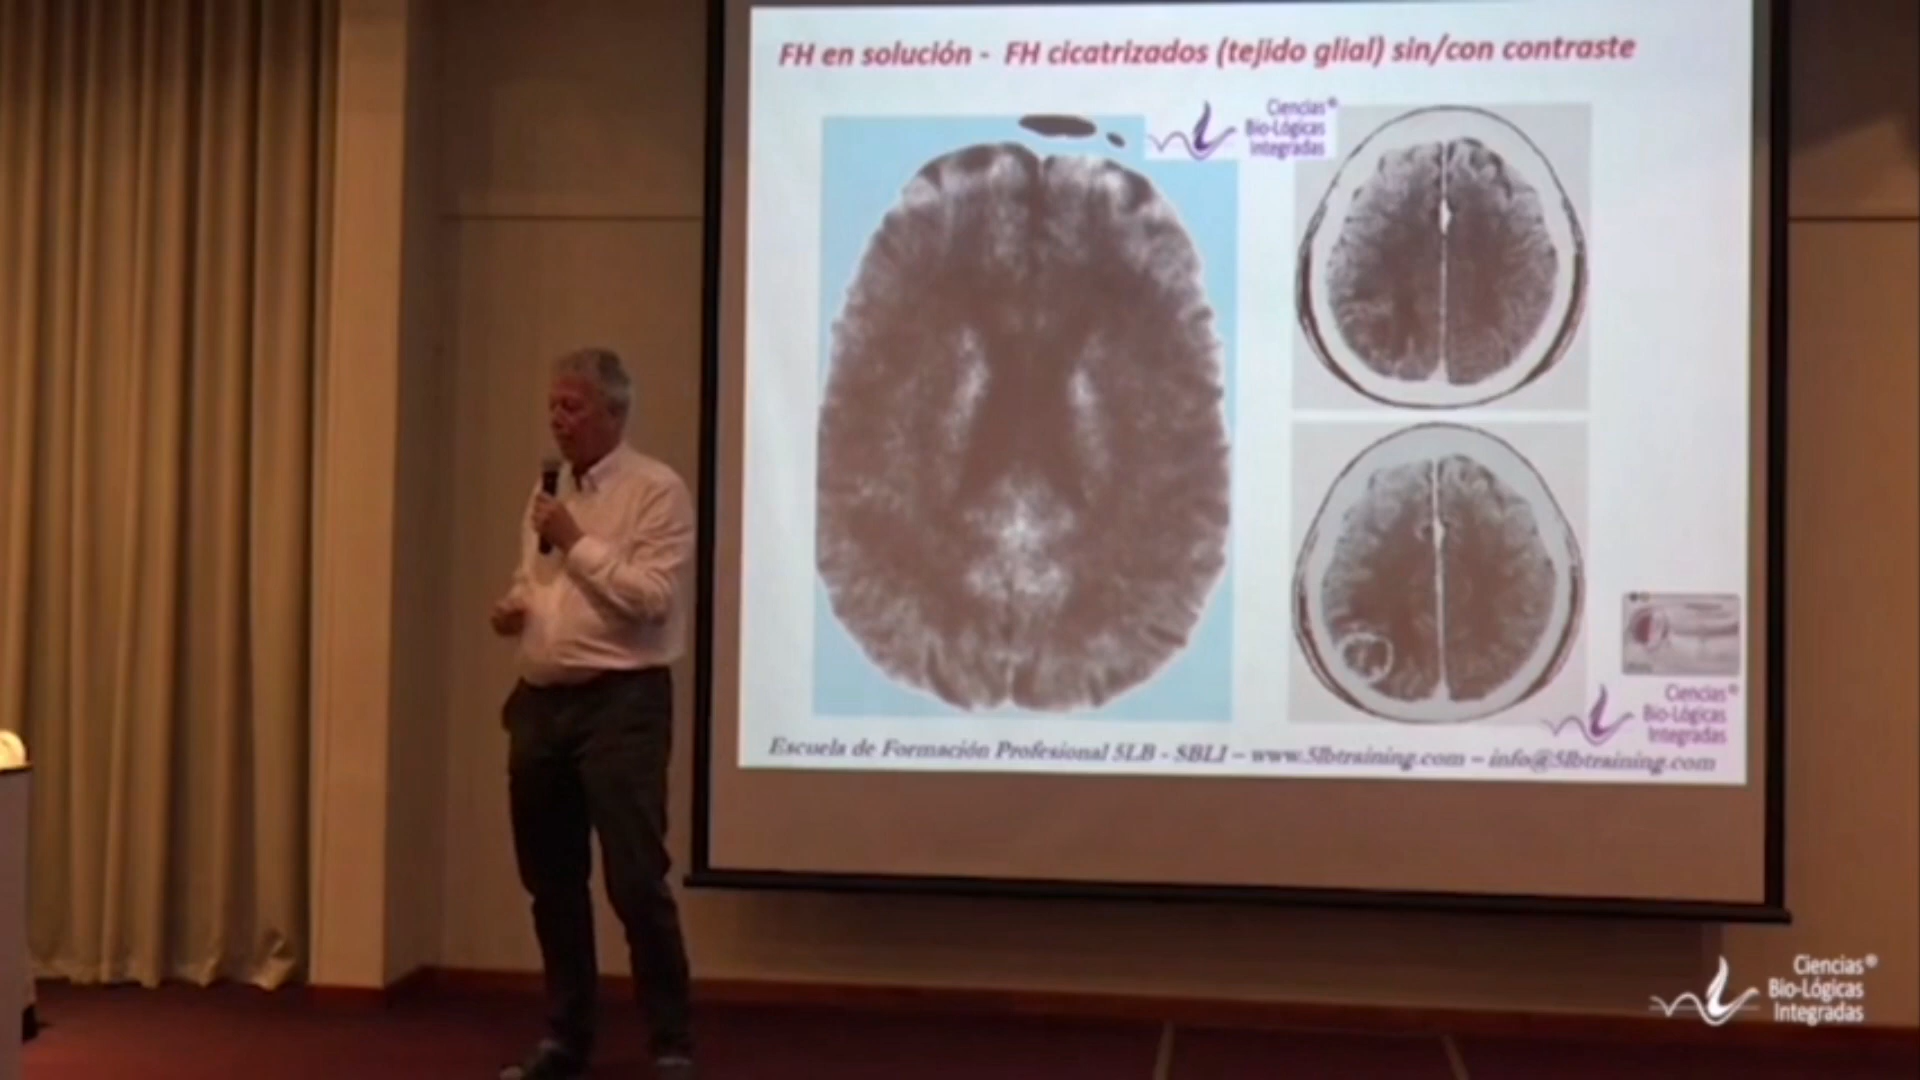 FH en solución - FH cicatrizados (tejido glial) sin/con contraste
Ciencias®
Bio-Lógicas
Integradas
Ciencias®
Bio-Lógicas
Integradas
Escuela de Formación Profesional 5LB - SBLI – www.5lbtraining.com – info@5lbtraining.com
Ciencias®
Bio-Lógicas
Integradas